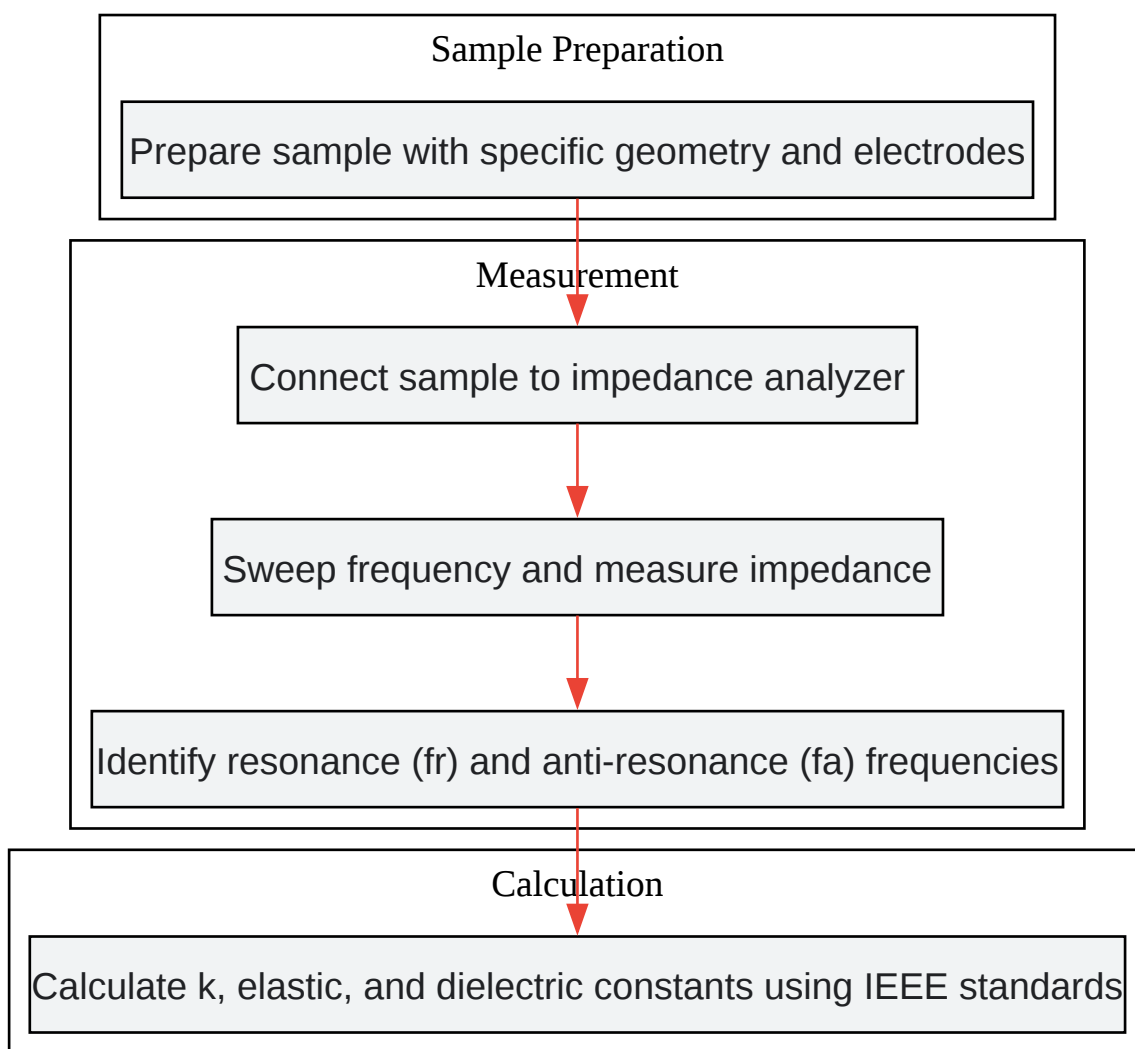 Sample Preparation
Prepare sample with specific geometry and electrodes
Measurement
Connect sample to impedance analyzer
Sweep frequency and measure impedance
Identify resonance (fr) and anti-resonance (fa) frequencies
Calculation
Calculate k, elastic, and dielectric constants using IEEE standards